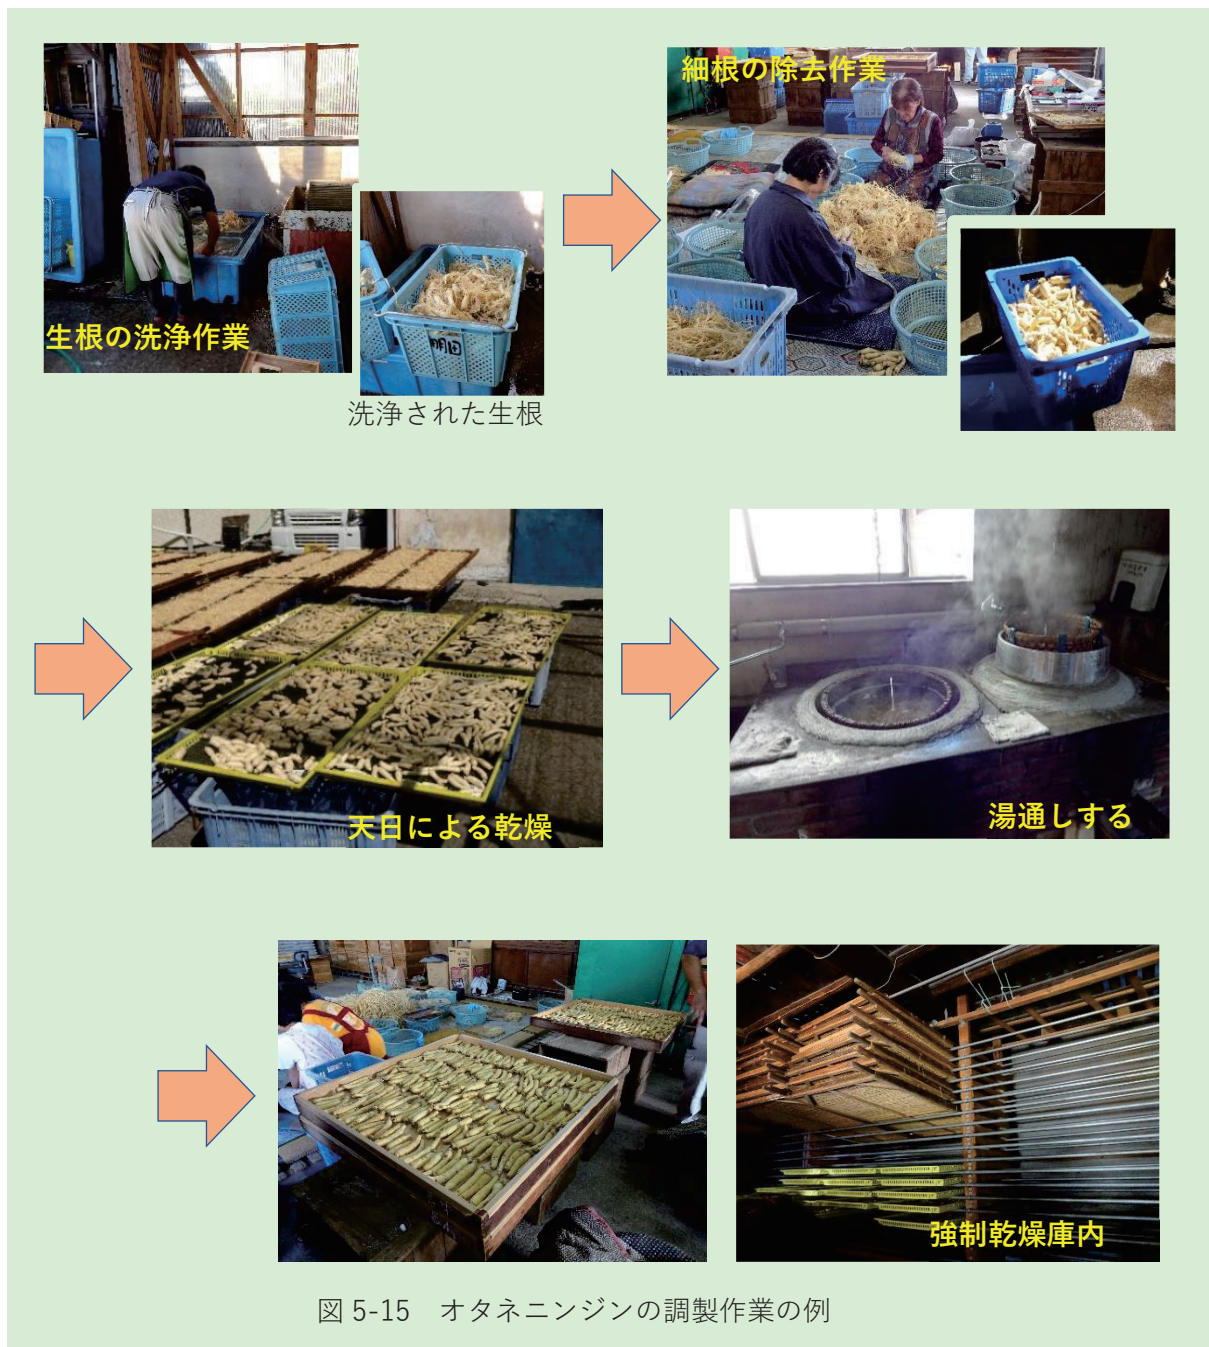 生根の洗浄作業
洗浄された生根
細根の除去作業
天日による乾燥
湯通しする
強制乾燥庫内
図 5-15　オタネニンジンの調製作業の例